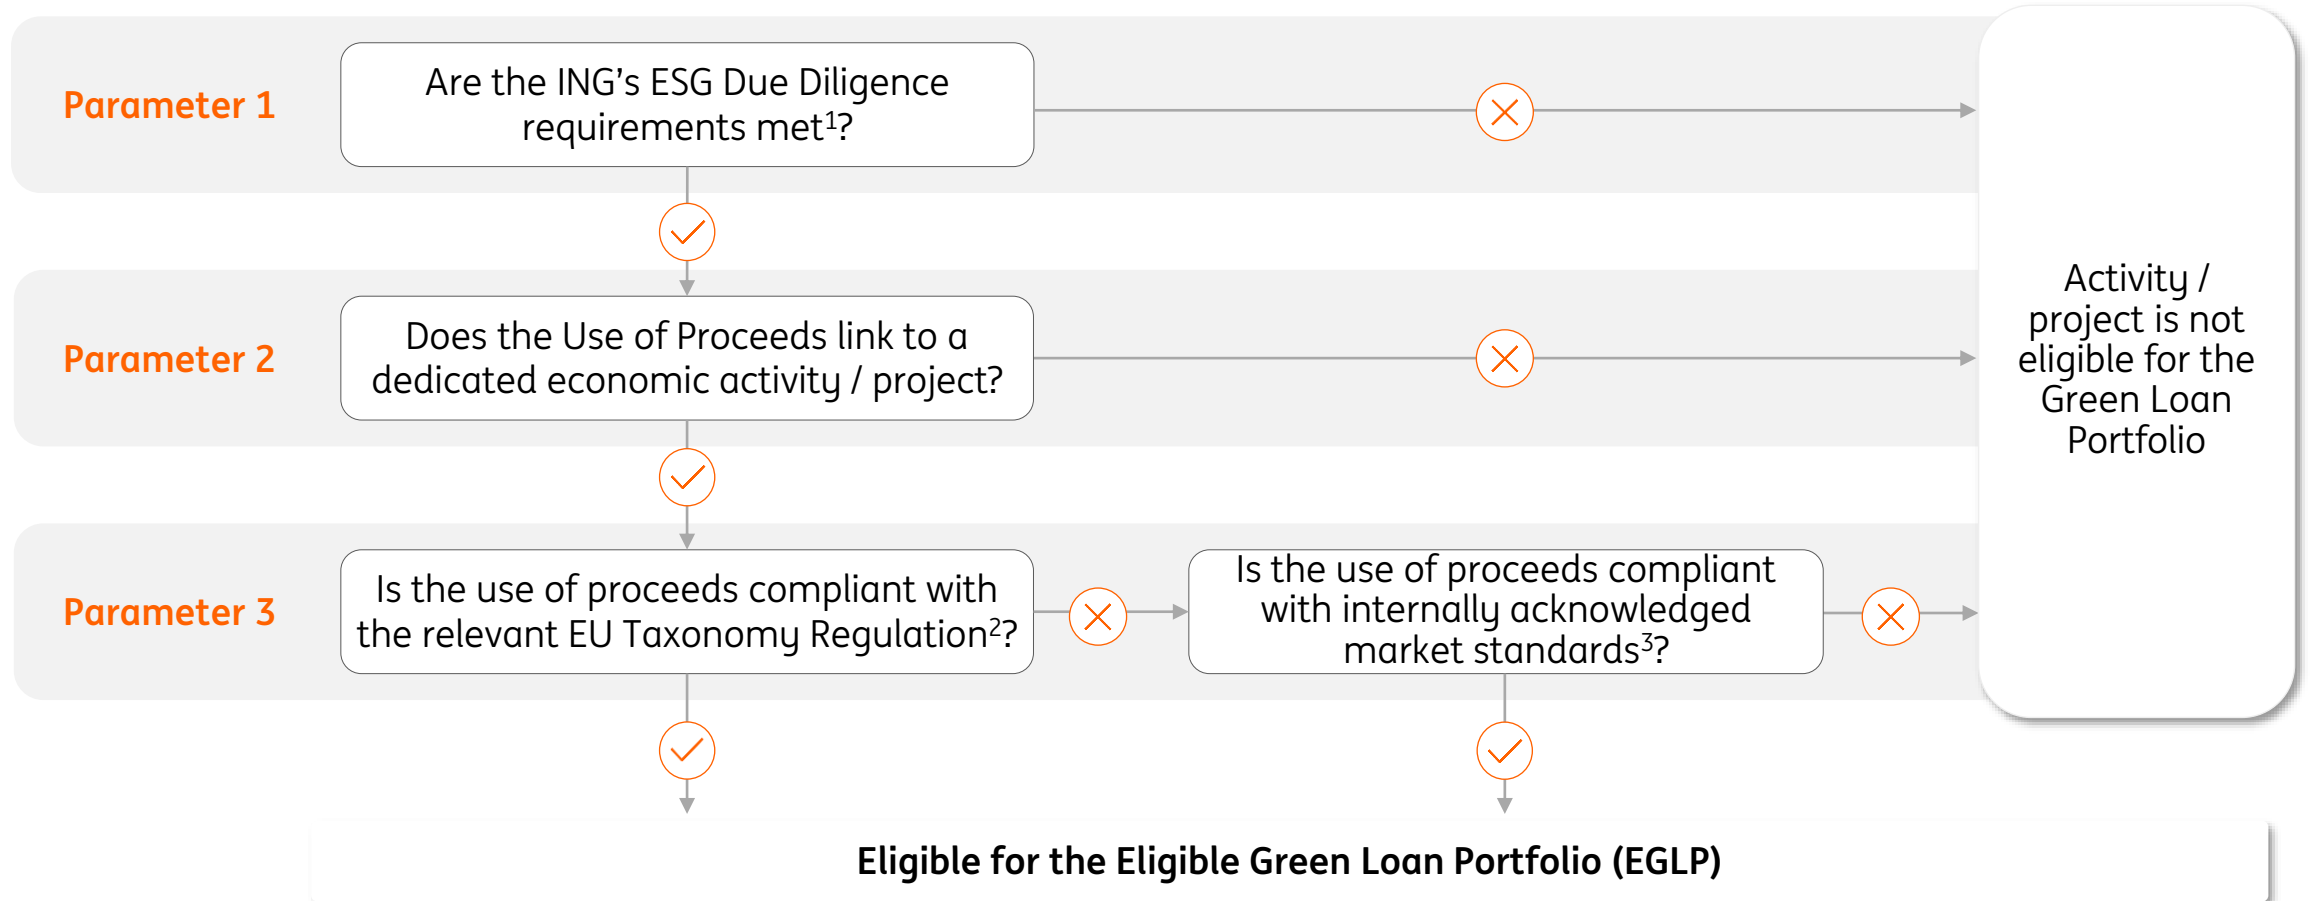 Parameter 1
Are the ING’s ESG Due Diligence
requirements met¹?
Parameter 2
Does the Use of Proceeds link to a
dedicated economic activity / project?
Parameter 3
Is the use of proceeds compliant with
the relevant EU Taxonomy Regulation²?
Is the use of proceeds compliant
with internally acknowledged
market standards³?
Activity /
project is not
eligible for the
Green Loan
Portfolio
Eligible for the Eligible Green Loan Portfolio (EGLP)